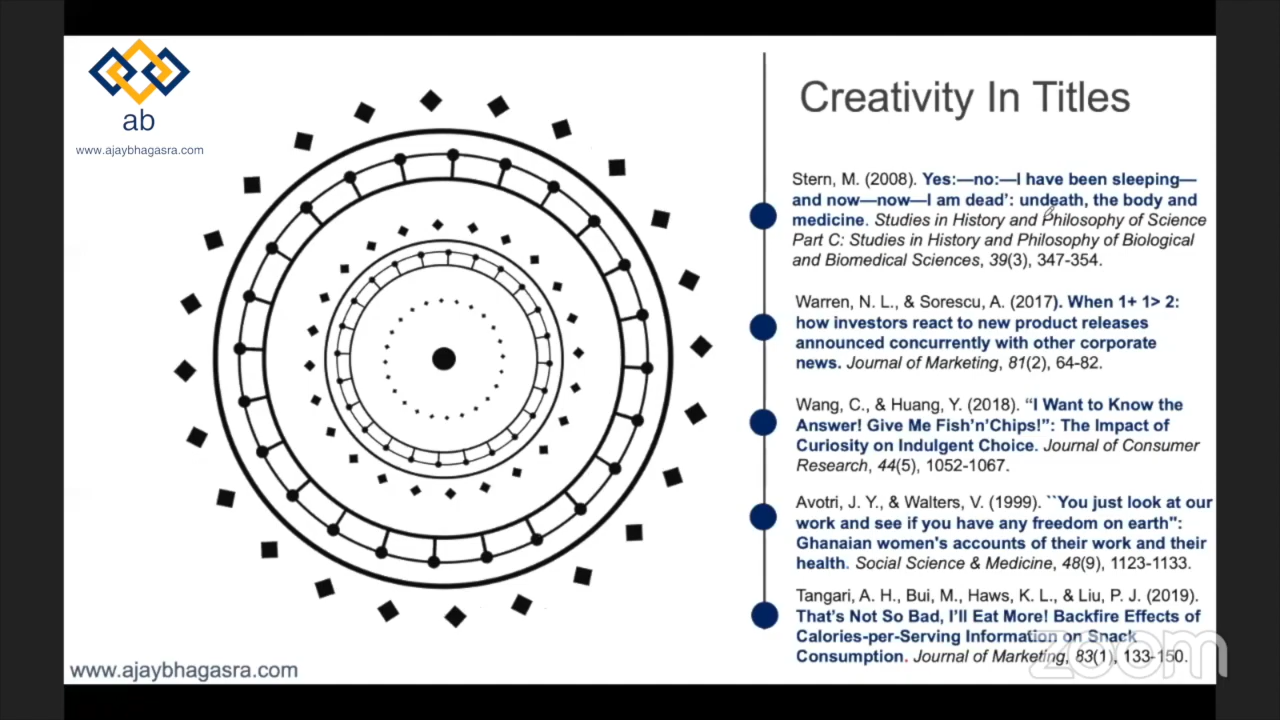 ab
www.ajaybhagasra.com
Creativity In Titles
Stern, M. (2008). Yes:—no:—I have been sleeping—
and now—now—I am dead': undeath, the body and
medicine. Studies in History and Philosophy of Science
Part C: Studies in History and Philosophy of Biological
and Biomedical Sciences, 39(3), 347-354.
Warren, N. L., & Sorescu, A. (2017). When 1+ 1> 2:
how investors react to new product releases
announced concurrently with other corporate
news. Journal of Marketing, 81(2), 64-82.
Wang, C., & Huang, Y. (2018). “I Want to Know the
Answer! Give Me Fish’n’Chips!”: The Impact of
Curiosity on Indulgent Choice. Journal of Consumer
Research, 44(5), 1052-1067.
Avotri, J. Y., & Walters, V. (1999). ``You just look at our
work and see if you have any freedom on earth'':
Ghanaian women's accounts of their work and their
health. Social Science & Medicine, 48(9), 1123-1133.
Tangari, A. H., Bui, M., Haws, K. L., & Liu, P. J. (2019).
That’s Not So Bad, I’ll Eat More! Backfire Effects of
Calories-per-Serving Information on Snack
Consumption. Journal of Marketing, 83(1), 133-150.
zoom
www.ajaybhagasra.com